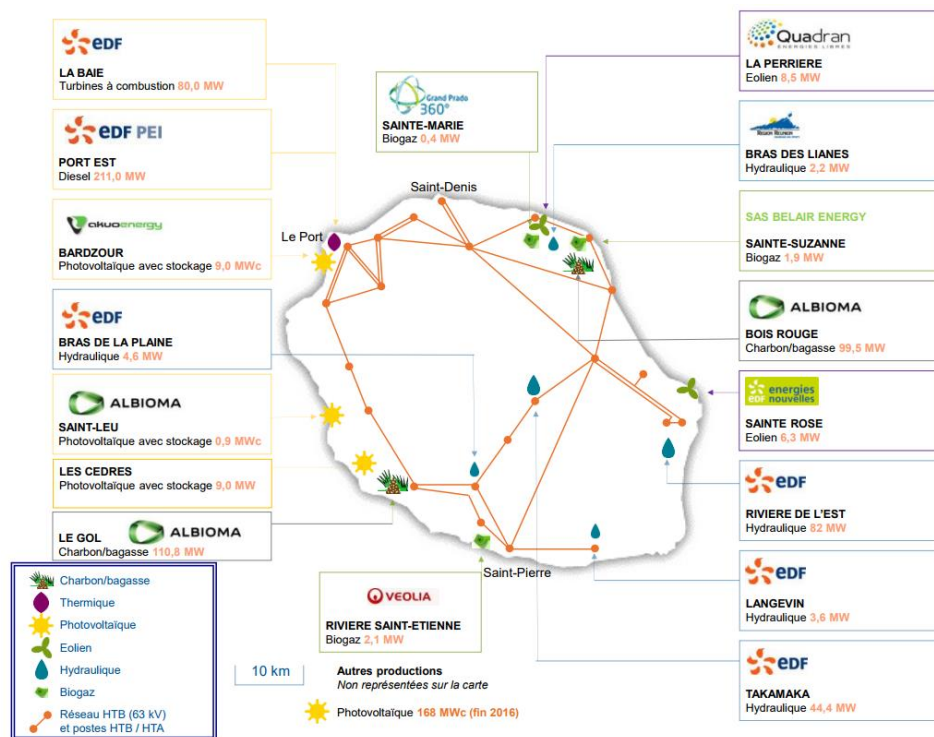 EDF
LA BAIE
Turbines à combustion 80,0 MW
EDF PEI
PORT EST
Diesel 211,0 MW
akuoenergy
BARDZOUR
Photovoltaïque avec stockage 9,0 MWc
EDF
BRAS DE LA PLAINE
Hydraulique 4,6 MW
ALBIOMA
SAINT-LEU
Photovoltaïque avec stockage 0,9 MWc
LES CEDRES
Photovoltaïque avec stockage 9,0 MW
LE GOL
ALBIOMA
Charbon/bagasse 110,8 MW
Grand Prado
360°
SAINTE-MARIE
Biogaz 0,4 MW
Saint-Denis
Le Port
Saint-Pierre
Quadran
ENERGIES LIBRES
LA PERRIERE
Eolien 8,5 MW
REGION REUNION
BRAS DES LIANES
Hydraulique 2,2 MW
SAS BELAIR ENERGY
SAINTE-SUZANNE
Biogaz 1,9 MW
ALBIOMA
BOIS ROUGE
Charbon/bagasse 99,5 MW
edf energies
nouvelles
SAINTE ROSE
Eolien 6,3 MW
EDF
RIVIERE DE L'EST
Hydraulique 82 MW
EDF
LANGEVIN
Hydraulique 3,6 MW
EDF
TAKAMAKA
Hydraulique 44,4 MW
VEOLIA
RIVIERE SAINT-ETIENNE
Biogaz 2,1 MW
Charbon/bagasse
Thermique
Photovoltaïque
Eolien
Hydraulique
Biogaz
Réseau HTB (63 kV)
et postes HTB / HTA
10 km
Autres productions
Non représentées sur la carte
Photovoltaïque 168 MWc (fin 2016)